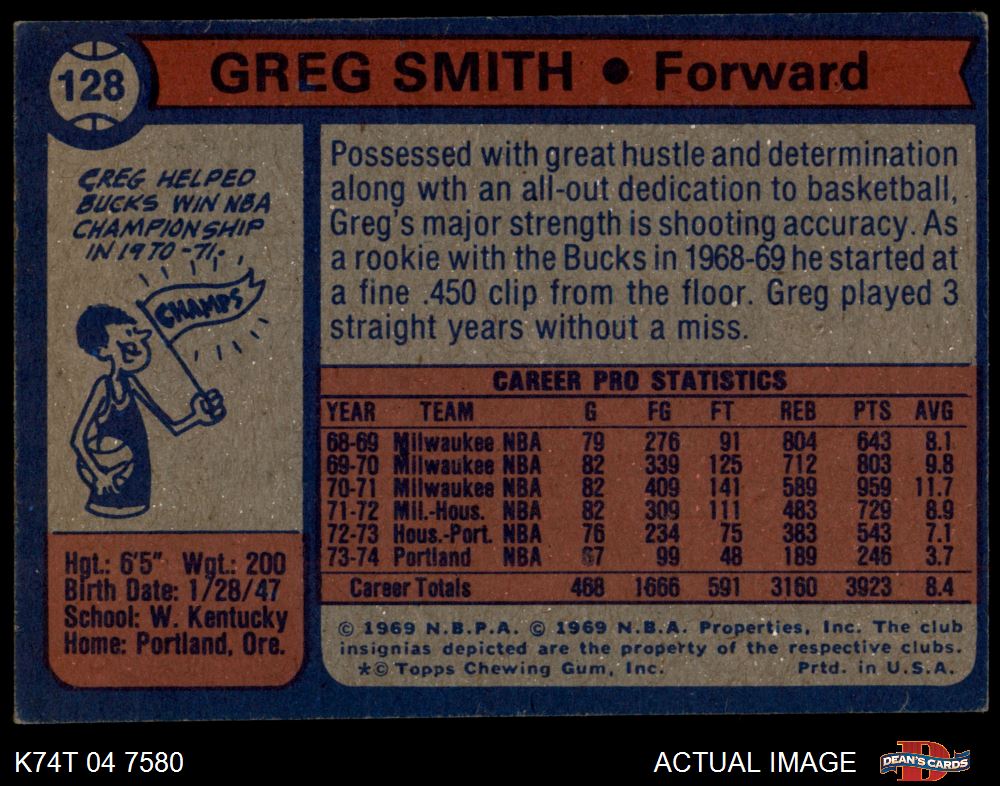 128
GREG SMITH • Forward
GREG HELPED
BUCKS WIN NBA
CHAMPIONSHIP
IN 1970-71.
CHAMPS
Possessed with great hustle and determination
along wth an all-out dedication to basketball,
Greg's major strength is shooting accuracy. As
a rookie with the Bucks in 1968-69 he started at
a fine .450 clip from the floor. Greg played 3
straight years without a miss.
CAREER PRO STATISTICS
YEAR TEAM G FG FT REB PTS AVG
68-69 Milwaukee NBA 79 276 91 804 643 8.1
69-70 Milwaukee NBA 82 339 125 712 803 9.8
70-71 Milwaukee NBA 82 409 141 589 959 11.7
71-72 Mil.-Hous. NBA 82 309 111 483 729 8.9
72-73 Hous.-Port. NBA 76 234 75 383 543 7.1
73-74 Portland NBA 67 99 48 189 246 3.7
Career Totals 468 1666 591 3160 3923 8.4
Hgt.: 6'5" Wgt.: 200
Birth Date: 1/28/47
School: W. Kentucky
Home: Portland, Ore.
© 1969 N.B.P.A. © 1969 N.B.A. Properties, Inc. The club
insignias depicted are the property of the respective clubs.
*© Topps Chewing Gum, Inc. Prtd. in U.S.A.
K74T 04 7580
ACTUAL IMAGE
D
DEAN'S CARDS